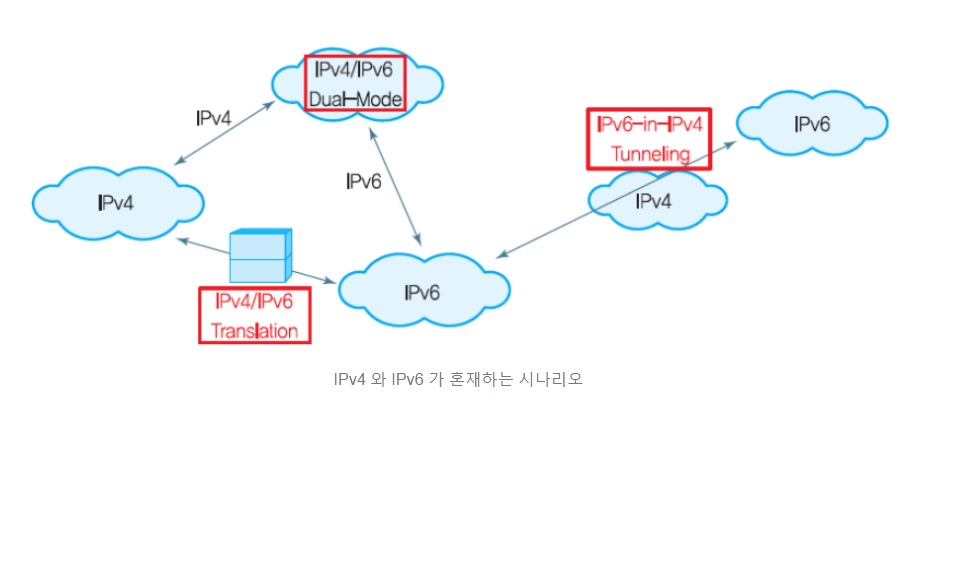 IPv4/IPv6
Dual-Mode
IPv4
IPv6-in-IPv4
Tunneling
IPv6
IPv6
IPv4
IPv4
IPv4/IPv6
Translation
IPv6
IPv4 와 IPv6 가 혼재하는 시나리오